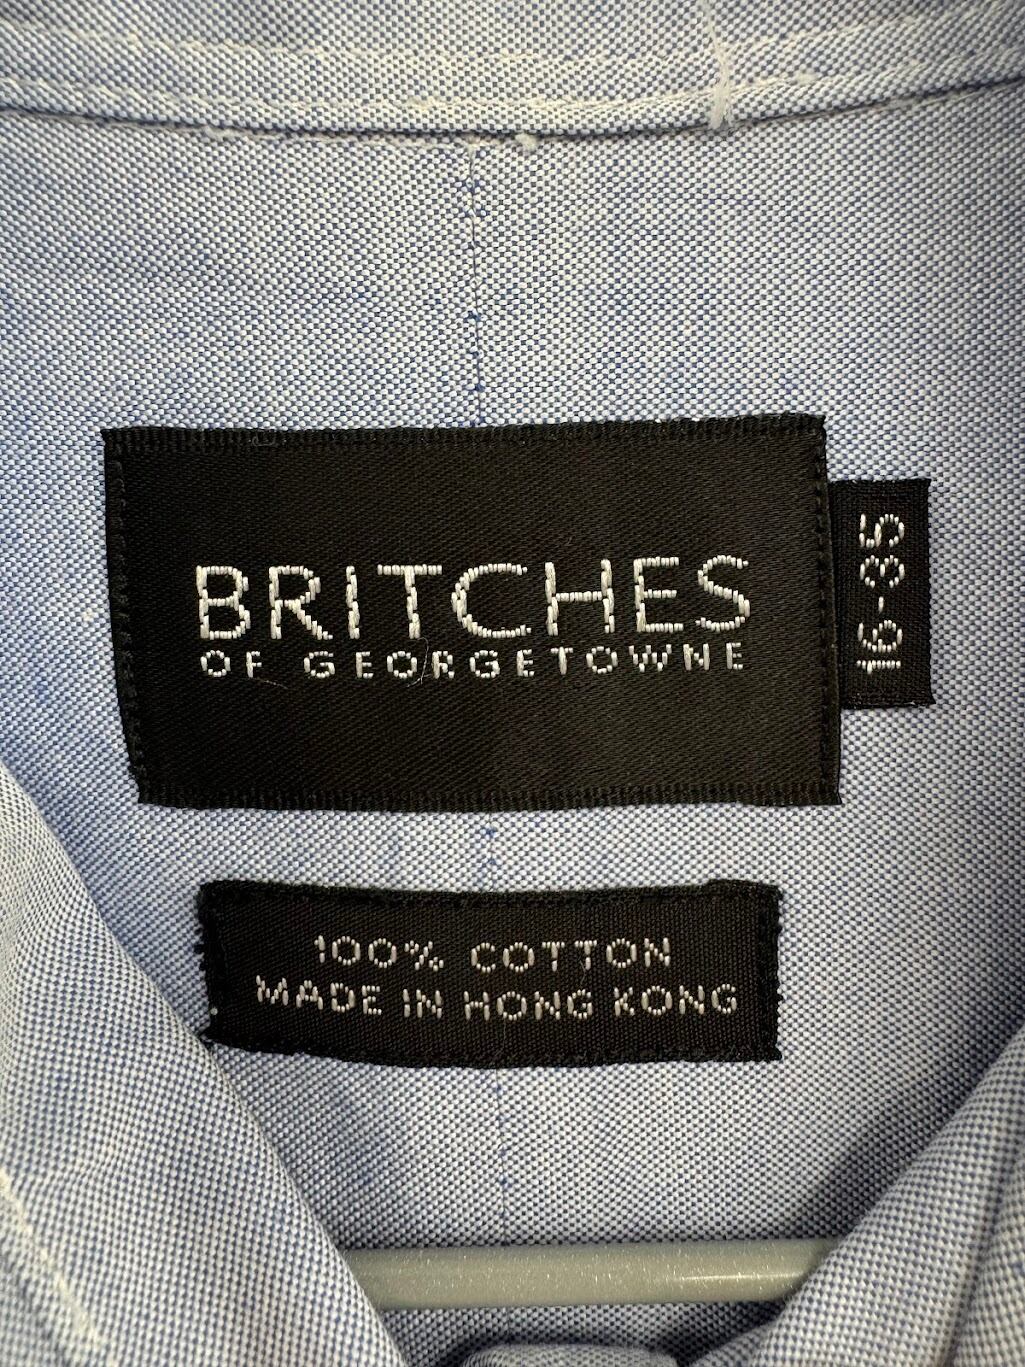 BRITCHES
OF GEORGETOWNE
16-35
100% COTTON
MADE IN HONG KONG